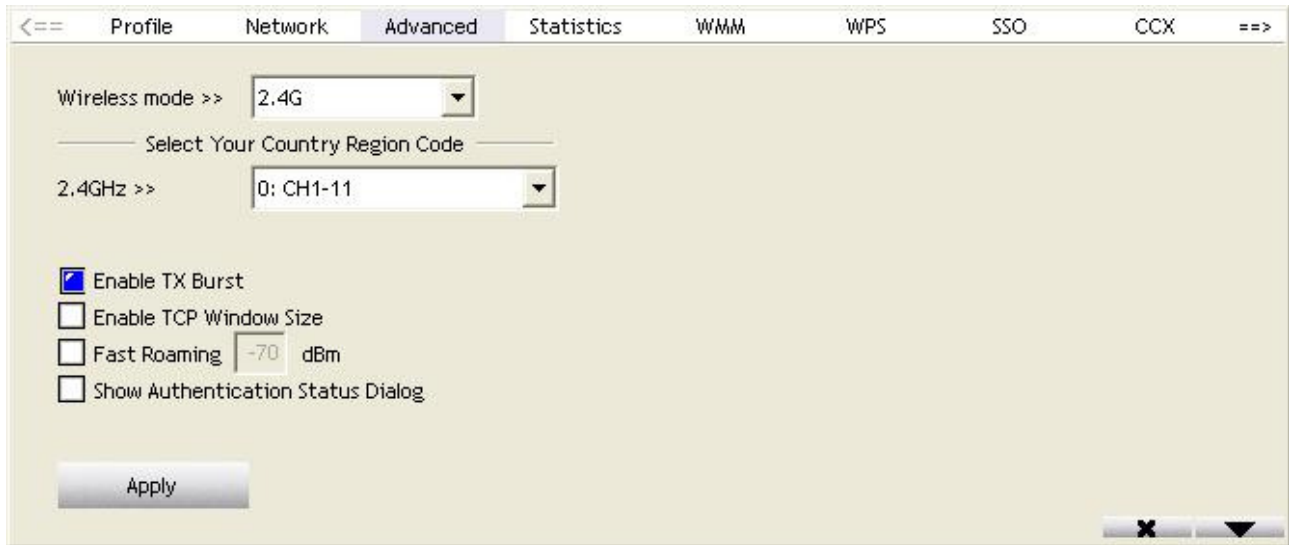 <== Profile Network Advanced Statistics WMM WPS SSO CCX ==>
Wireless mode >> 2.4G
Select Your Country Region Code
2.4GHz >> 0: CH1-11
Enable TX Burst
Enable TCP Window Size
Fast Roaming -70 dBm
Show Authentication Status Dialog
Apply